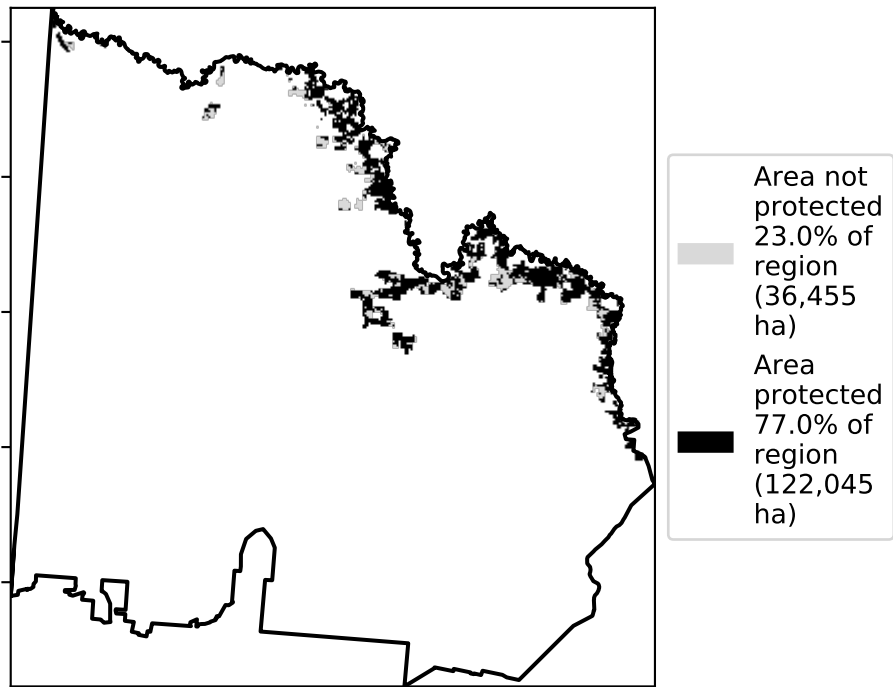 Area not
protected
23.0% of
region
(36,455
ha)
Area
protected
77.0% of
region
(122,045
ha)